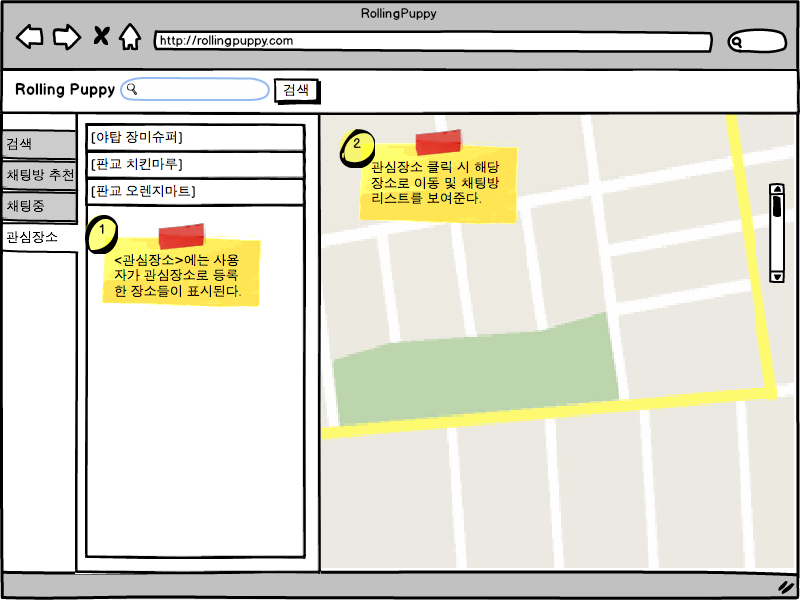 RollingPuppy
http://rollingpuppy.com
Rolling Puppy
검색
검색
채팅방 추천
채팅중
관심장소
[야탑 장미슈퍼]
[판교 치킨마루]
[판교 오렌지마트]
1
<관심장소>에는 사용
자가 관심장소로 등록
한 장소들이 표시된다.
2
관심장소 클릭 시 해당
장소로 이동 및 채팅방
리스트를 보여준다.